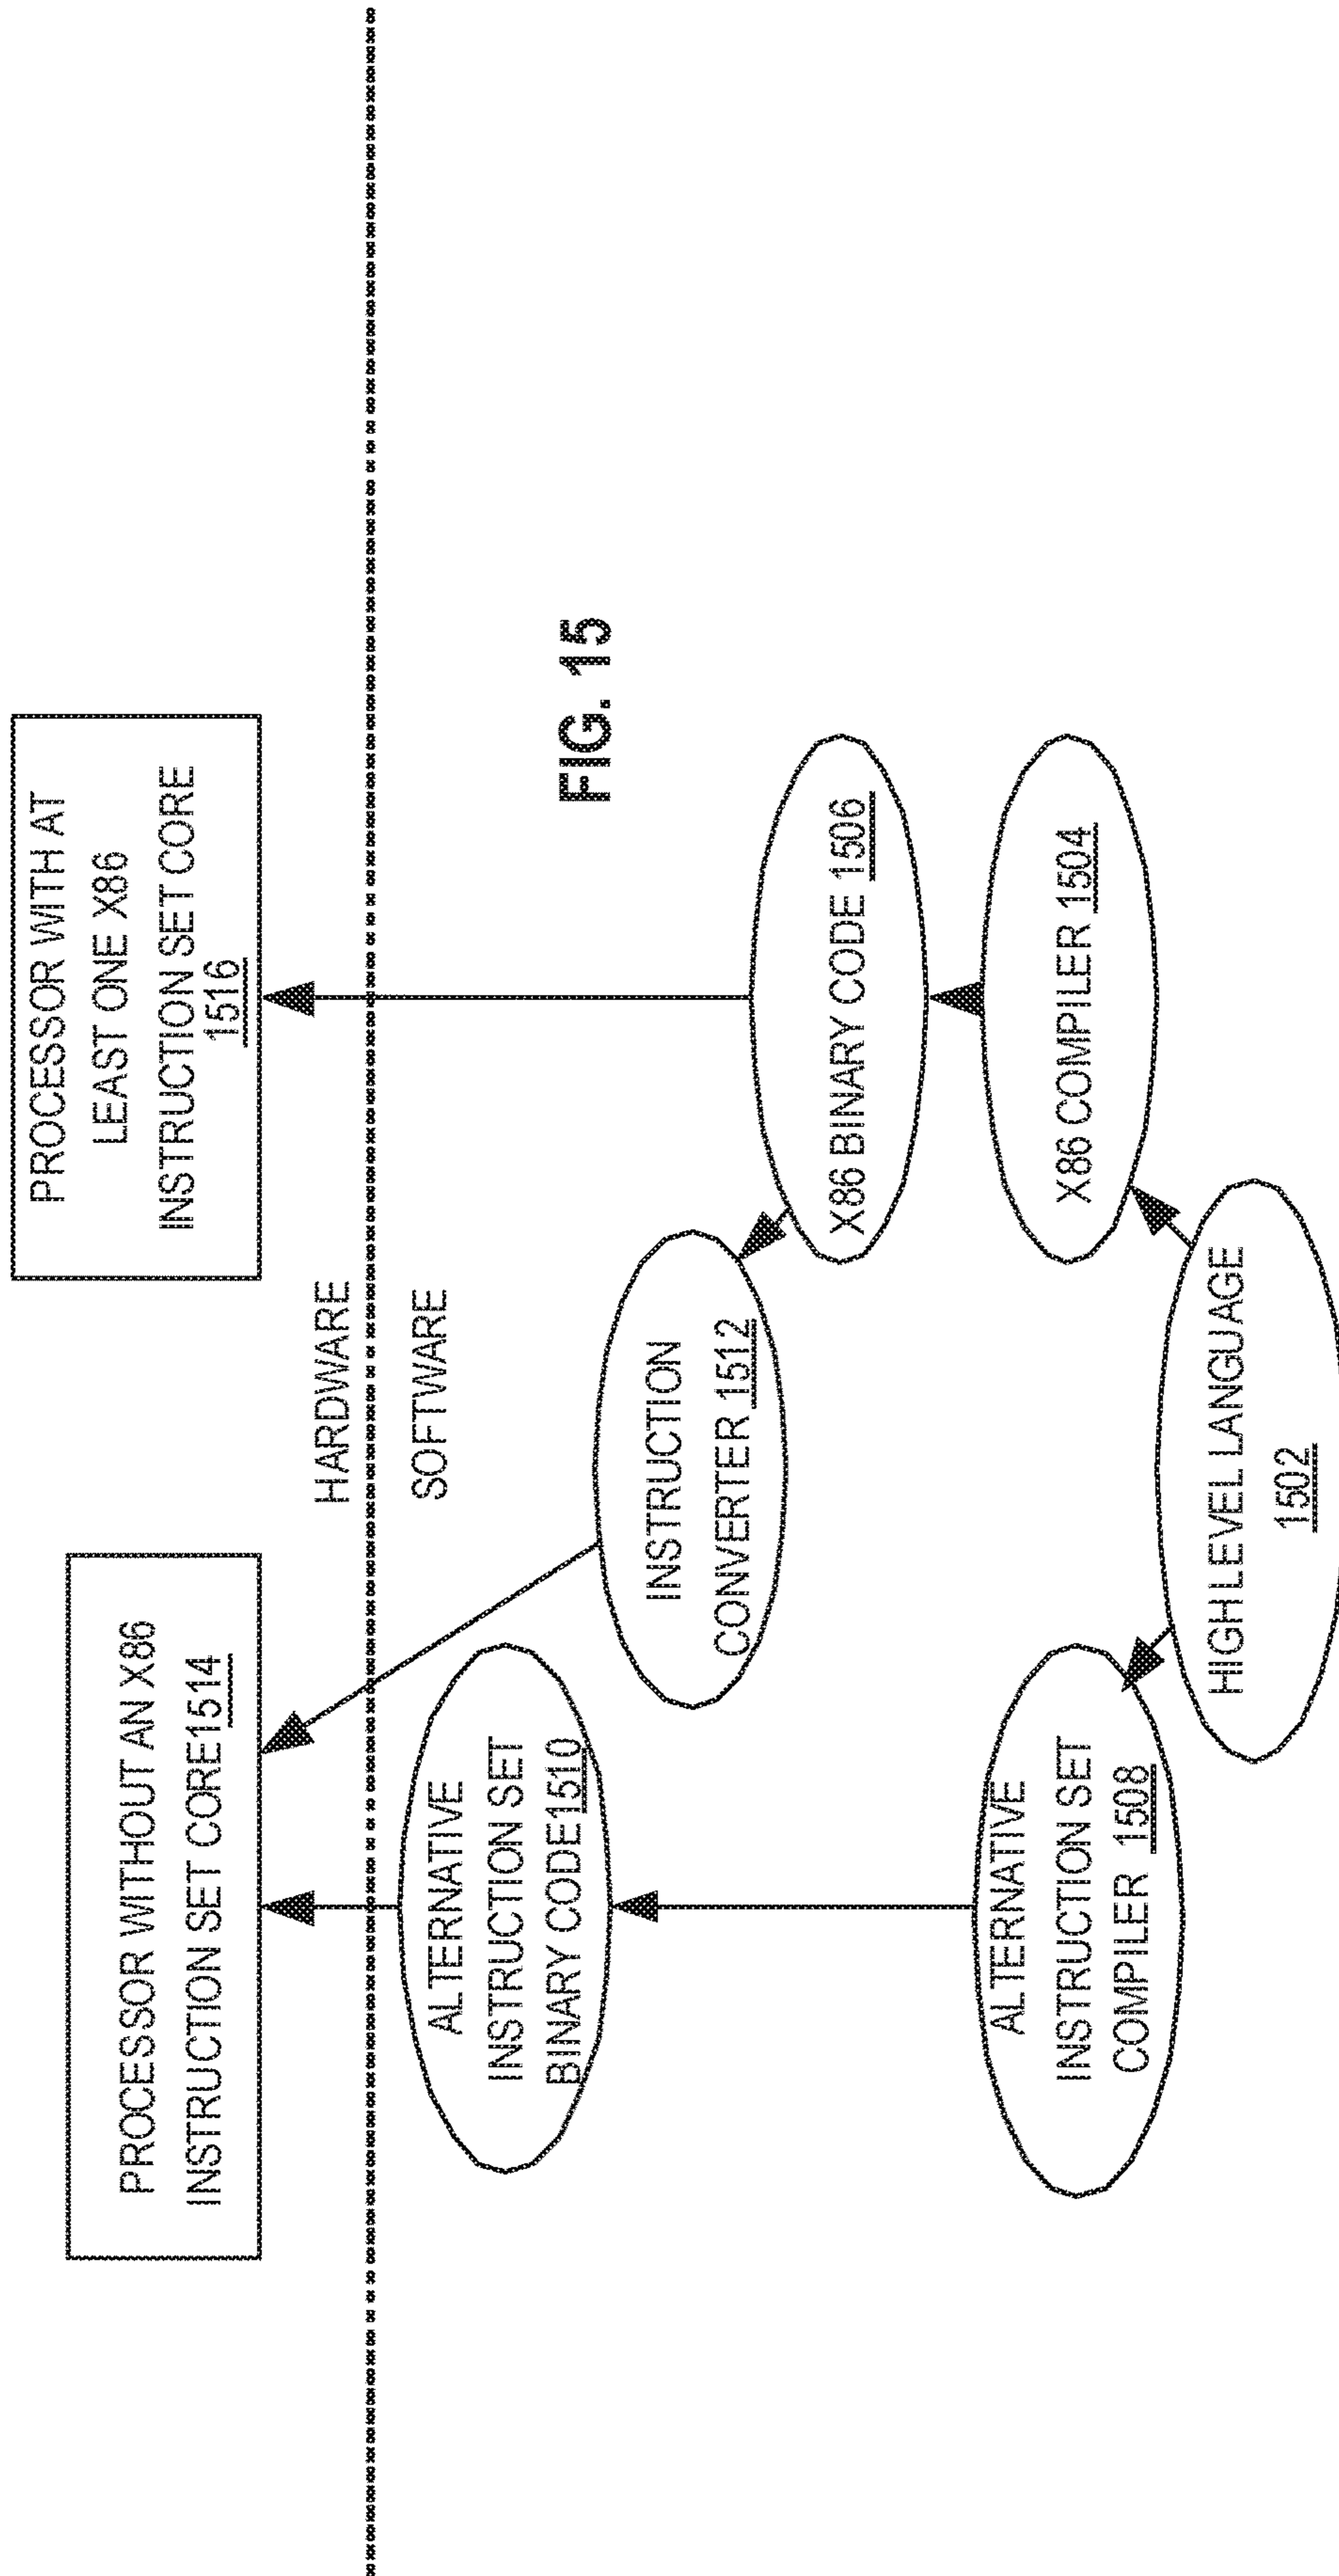 PROCESSOR WITHOUT AN X86
INSTRUCTION SET CORE1514
PROCESSOR WITH AT
LEAST ONE X86
INSTRUCTION SET CORE
1516
HARDWARE
SOFTWARE
ALTERNATIVE
INSTRUCTION SET
BINARY CODE1510
INSTRUCTION
CONVERTER 1512
FIG. 15
X86 BINARY CODE 1506
ALTERNATIVE
INSTRUCTION SET
COMPILER 1508
X86 COMPILER 1504
HIGH LEVEL LANGUAGE
1502